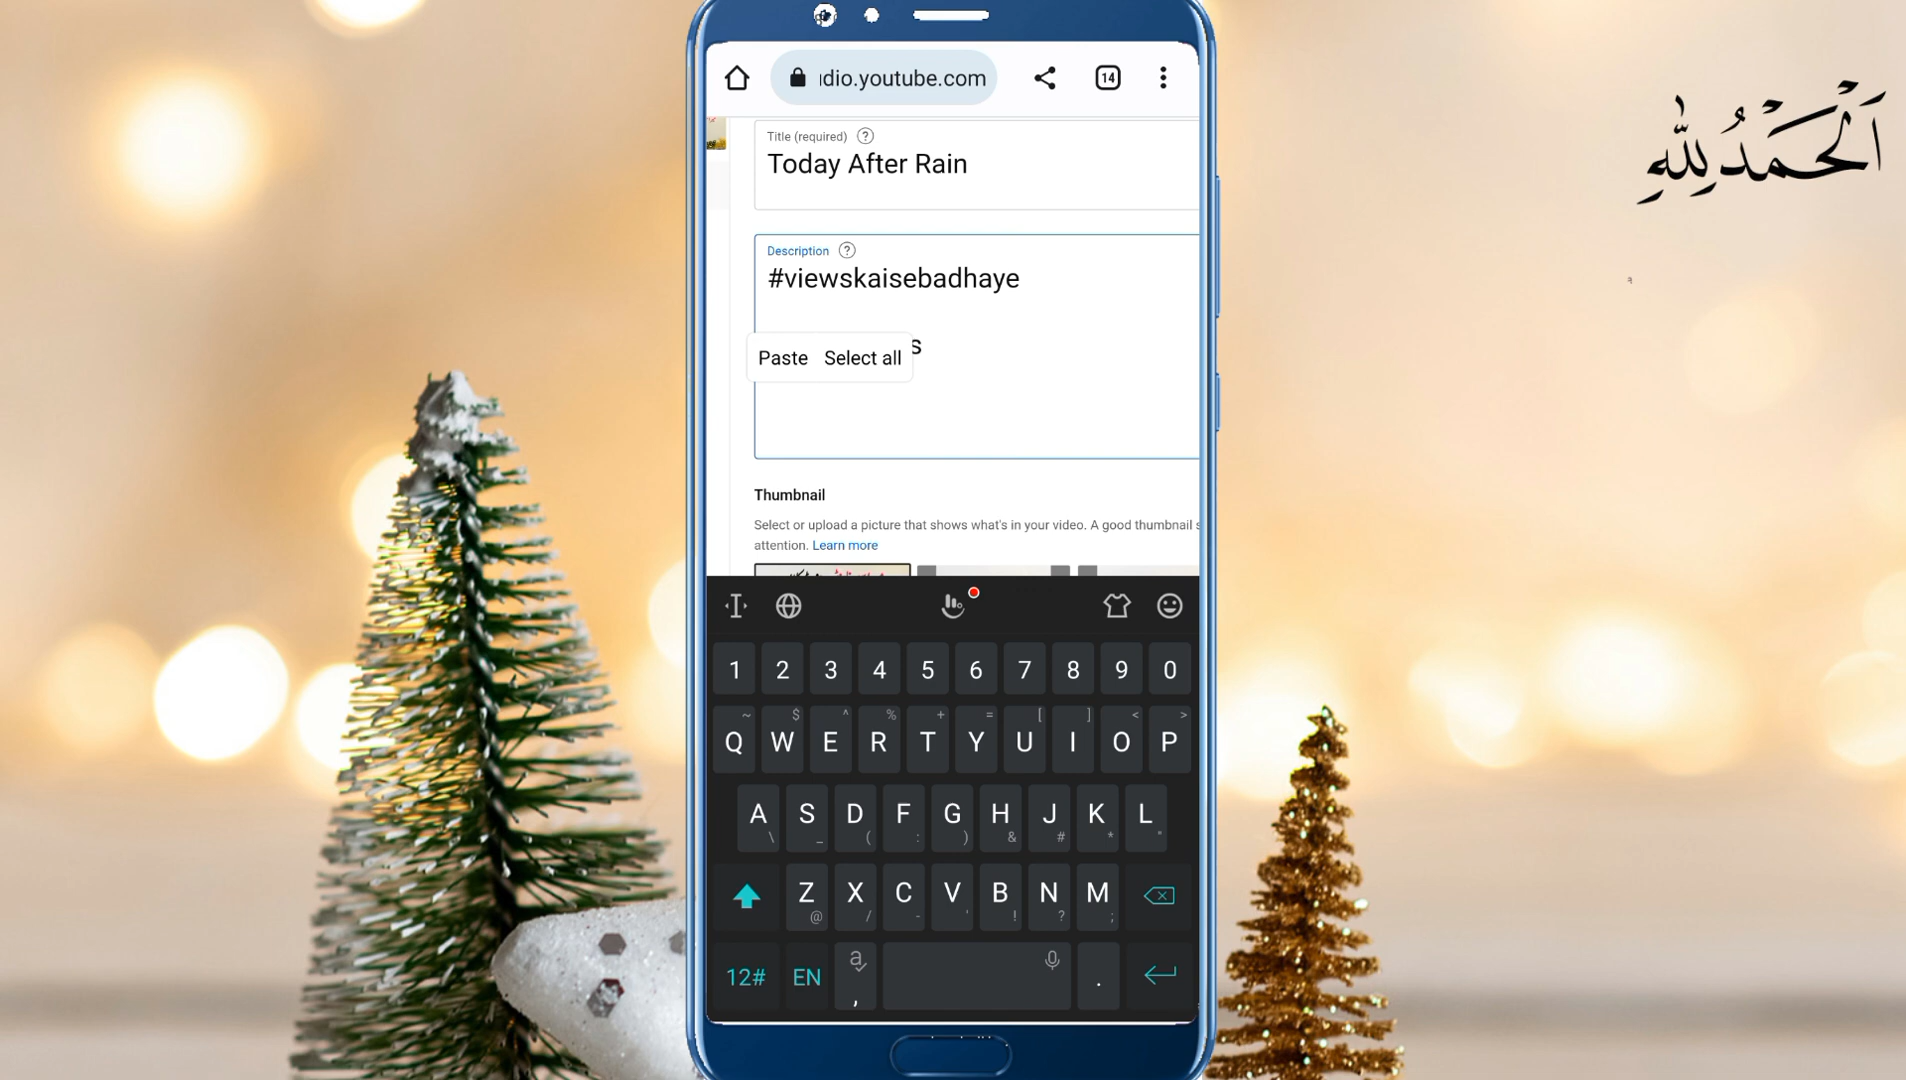 اَلْحَمْدُ لِلّٰهِ
dio.youtube.com
14
Title (required) ?
Today After Rain
Description ?
#viewskaisebadhaye
s
Paste Select all
Thumbnail
Select or upload a picture that shows what's in your video. A good thumbnail s
attention. Learn more
1 2 3 4 5 6 7 8 9 0
~ $ ^ % + = [ ] < >
Q W E R T Y U I O P
A S D F G H J K L
\ _ ( : ) & # * "
Z X C V B N M
@ / - ' ! ? ;
12# EN a , .